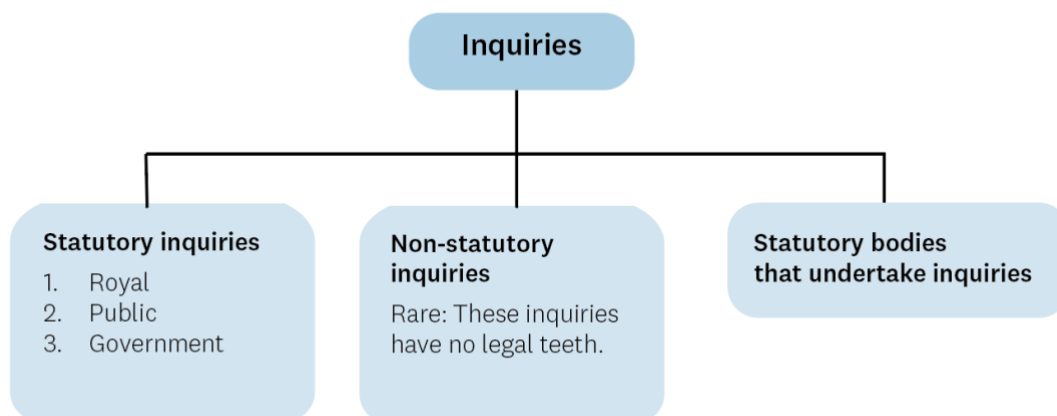 Inquiries
Statutory inquiries
1. Royal
2. Public
3. Government
Non-statutory
inquiries
Rare: These inquiries
have no legal teeth.
Statutory bodies
that undertake inquiries